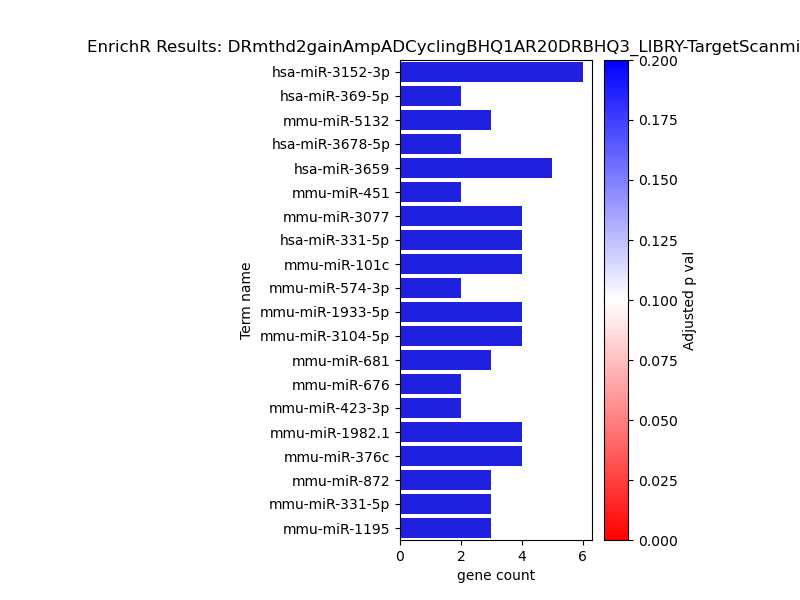 EnrichR Results: DRmthd2gainAmpADCyclingBHQ1AR20DRBHQ3_LIBRY-TargetScanmi
hsa-miR-3152-3p
hsa-miR-369-5p
mmu-miR-5132
hsa-miR-3678-5p
hsa-miR-3659
mmu-miR-451
mmu-miR-3077
hsa-miR-331-5p
mmu-miR-101c
mmu-miR-574-3p
mmu-miR-1933-5p
mmu-miR-3104-5p
mmu-miR-681
mmu-miR-676
mmu-miR-423-3p
mmu-miR-1982.1
mmu-miR-376c
mmu-miR-872
mmu-miR-331-5p
mmu-miR-1195
Term name
0 2 4 6
gene count
0.200
0.175
0.150
0.125
0.100
0.075
0.050
0.025
0.000
Adjusted p val